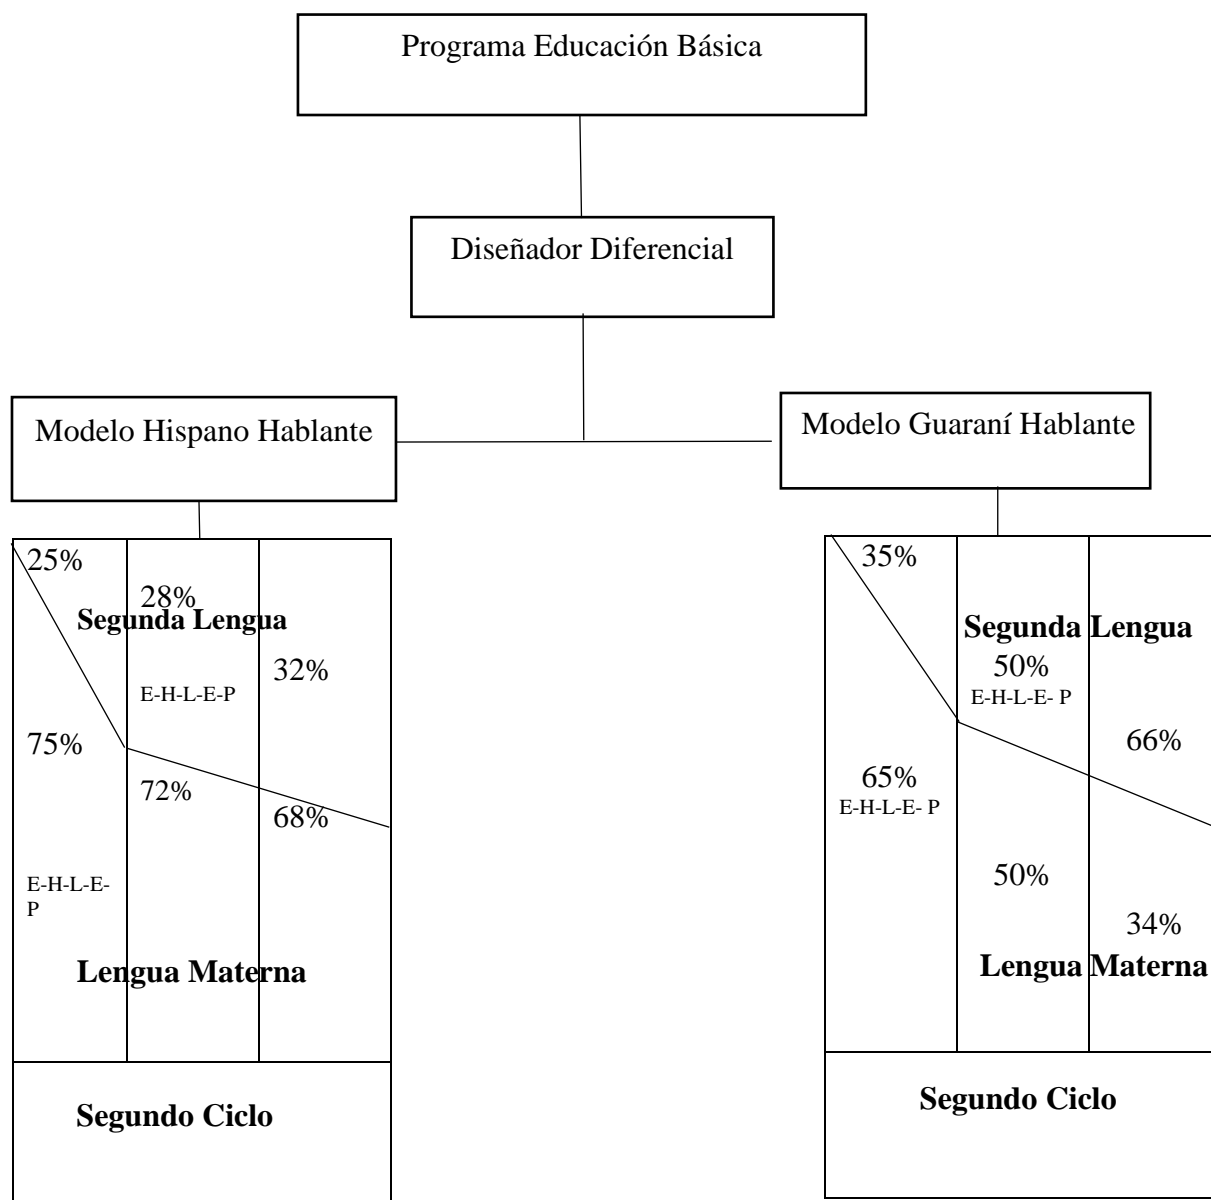 Programa Educación Básica
Diseñador Diferencial
Modelo Hispano Hablante
Modelo Guaraní Hablante
25%
28%
Segunda Lengua
32%
E-H-L-E-P
75%
72%
68%
E-H-L-E-
P
Lengua Materna
Segundo Ciclo
35%
Segunda Lengua
50%
E-H-L-E- P
66%
65%
E-H-L-E- P
50%
34%
Lengua Materna
Segundo Ciclo